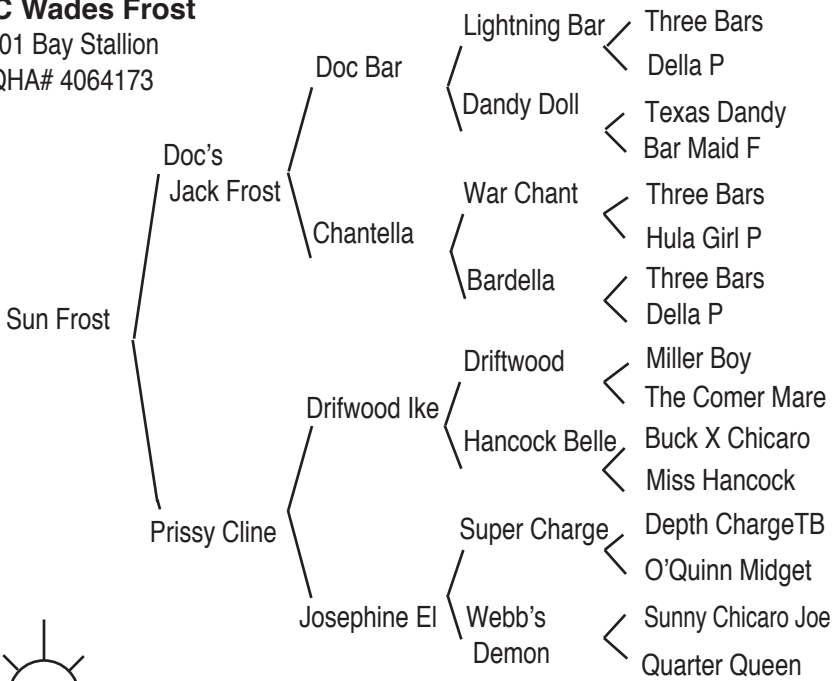 C Wades Frost
01 Bay Stallion
QHA# 4064173
Sun Frost
Doc's
Jack Frost
Prissy Cline
Doc Bar
Chantella
Drifwood Ike
Josephine El
Lightning Bar
Dandy Doll
War Chant
Bardella
Driftwood
Hancock Belle
Super Charge
Webb's
Demon
Three Bars
Della P
Texas Dandy
Bar Maid F
Three Bars
Hula Girl P
Three Bars
Della P
Miller Boy
The Comer Mare
Buck X Chicaro
Miss Hancock
Depth ChargeTB
O'Quinn Midget
Sunny Chicaro Joe
Quarter Queen